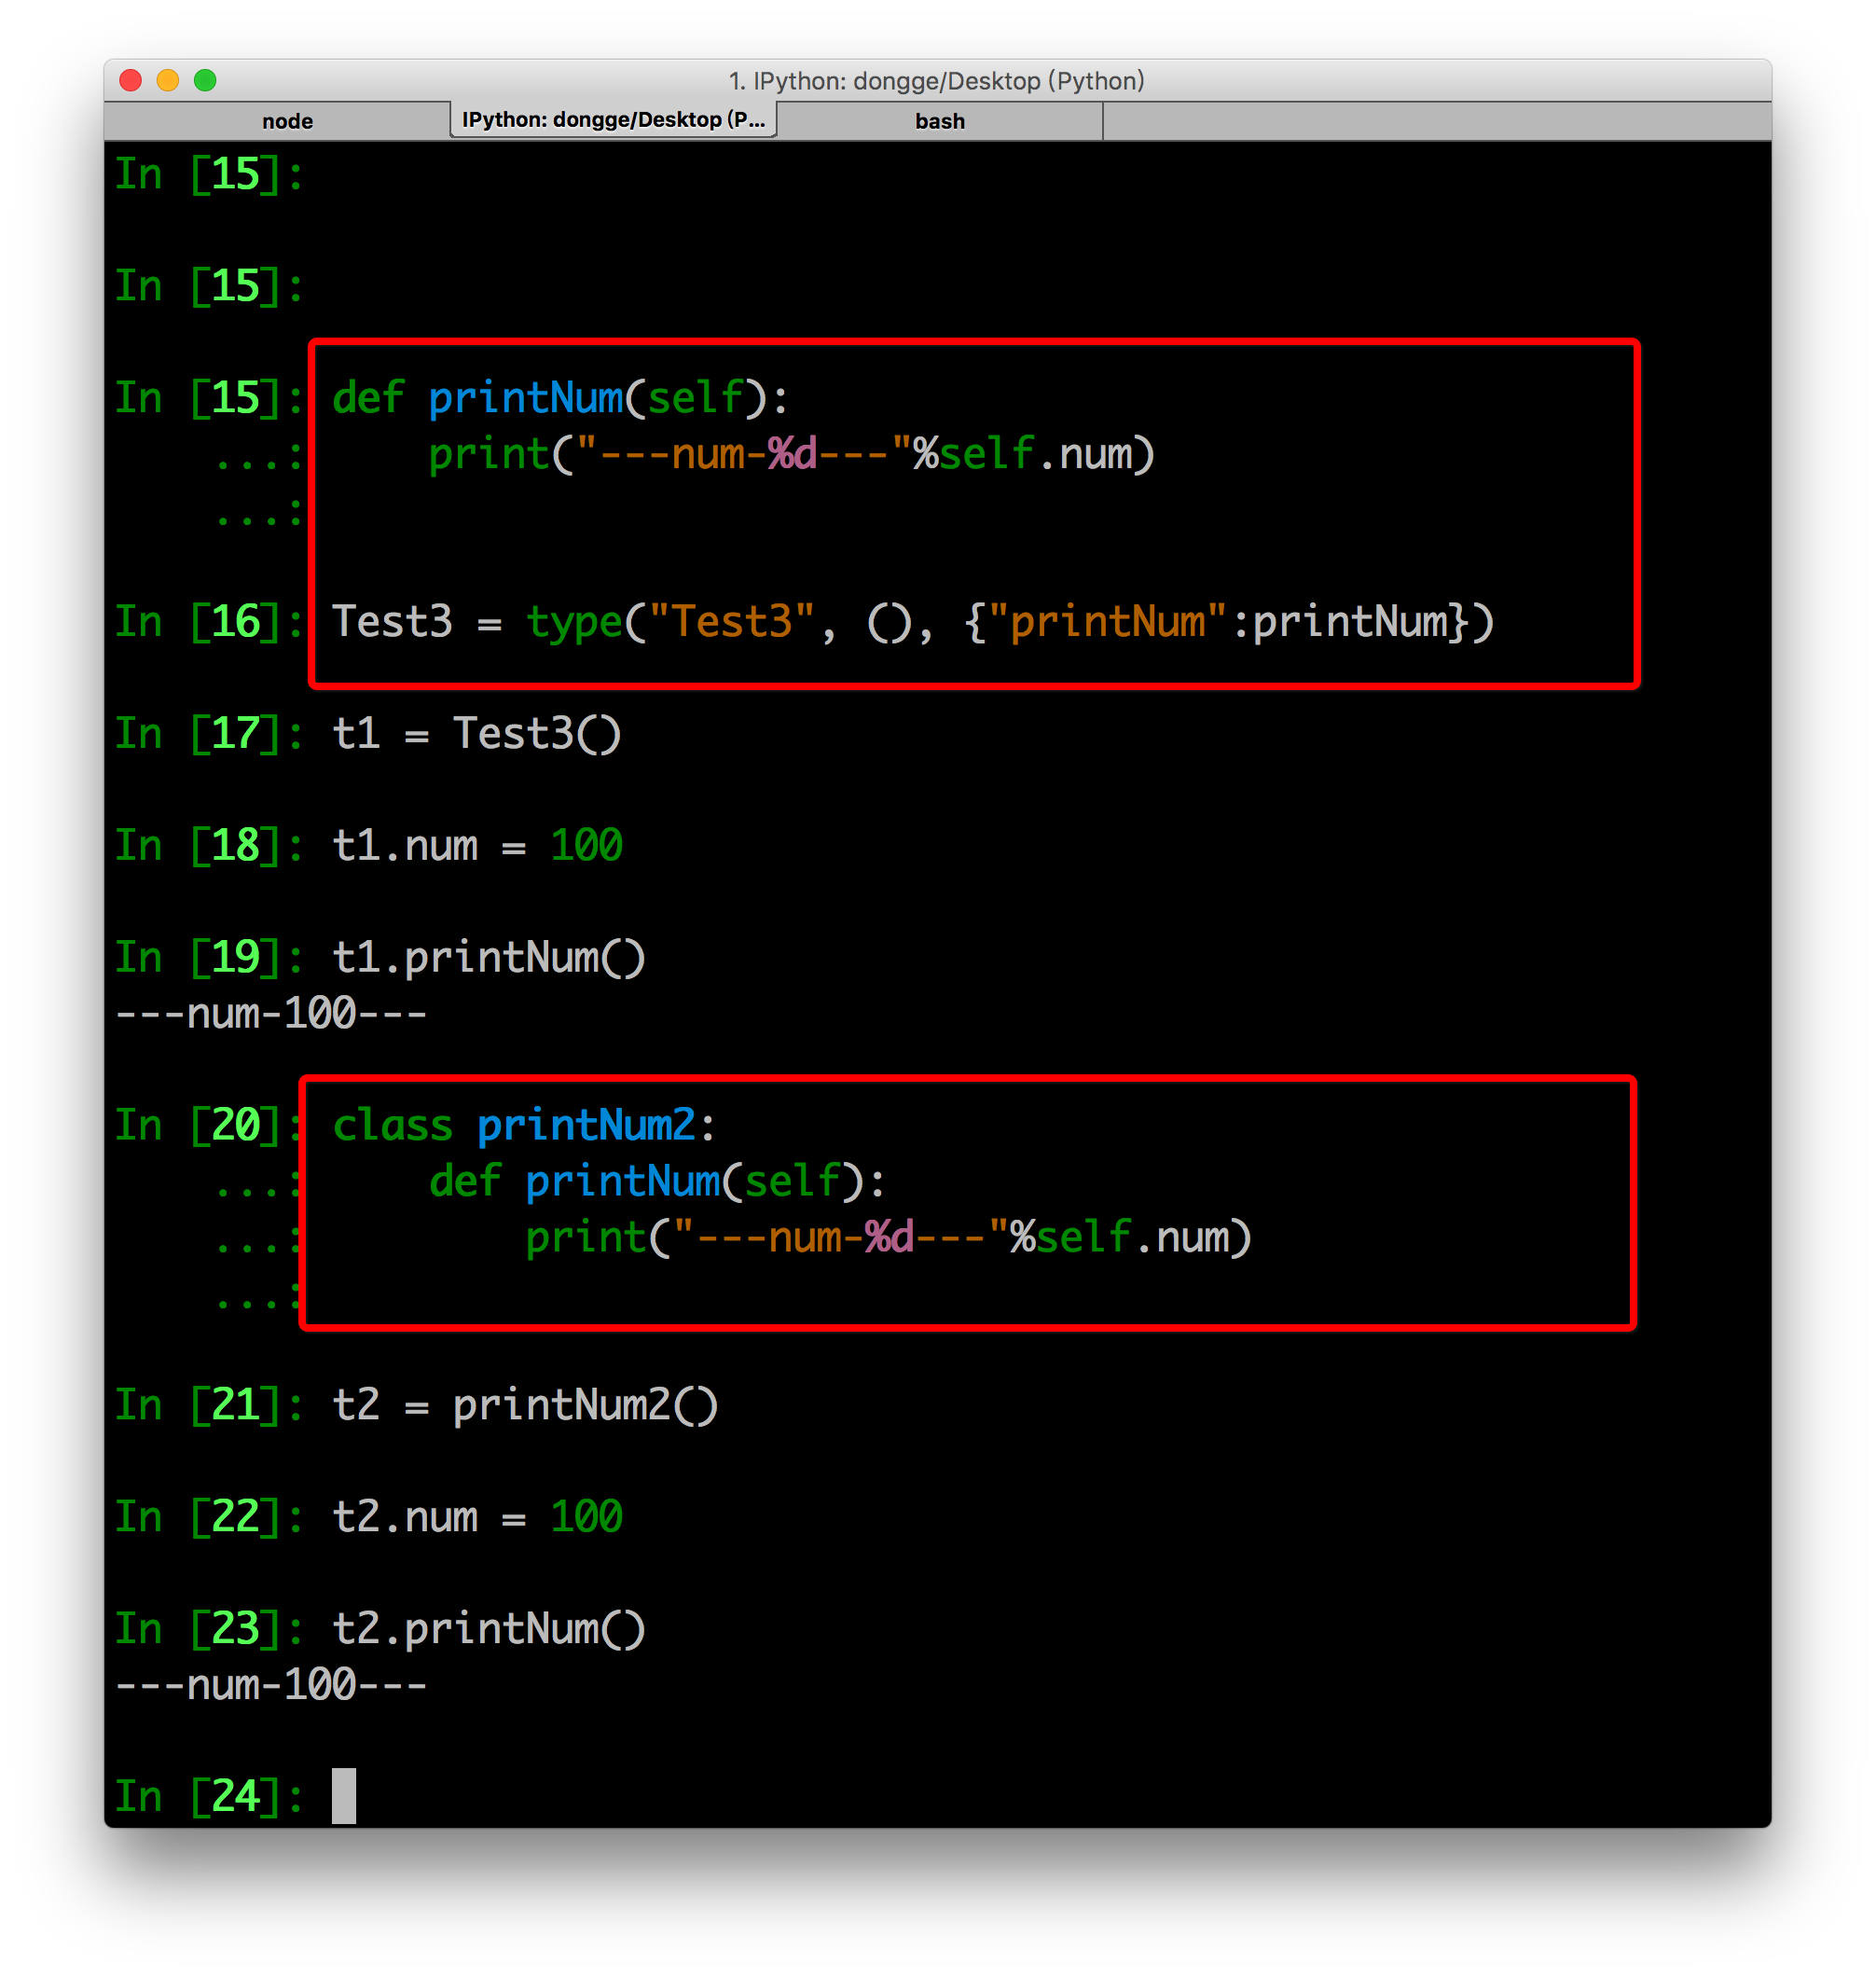 1. IPython: dongge/Desktop (Python)
node IPython: dongge/Desktop (P... bash
In [15]:
In [15]:
In [15]: def printNum(self):
    ...:     print("---num-%d---"%self.num)
    ...:
In [16]: Test3 = type("Test3", (), {"printNum":printNum})
In [17]: t1 = Test3()
In [18]: t1.num = 100
In [19]: t1.printNum()
---num-100---
In [20]: class printNum2:
    ...:     def printNum(self):
    ...:         print("---num-%d---"%self.num)
    ...:
In [21]: t2 = printNum2()
In [22]: t2.num = 100
In [23]: t2.printNum()
---num-100---
In [24]: